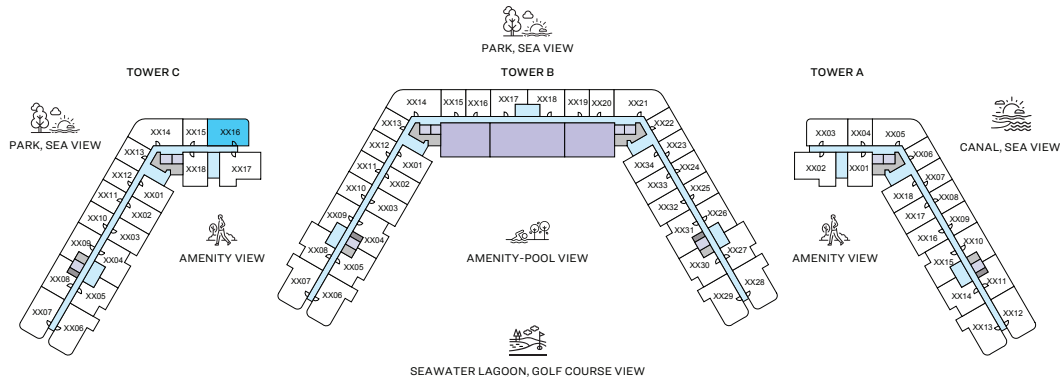 PARK, SEA VIEW
TOWER C
TOWER B
TOWER A
PARK, SEA VIEW
CANAL, SEA VIEW
XX14
XX15
XX16
XX13
XX18
XX17
XX12
XX01
XX11
XX02
XX10
XX03
XX09
XX04
XX08
XX05
XX07
XX06
AMENITY VIEW
XX14
XX15
XX16
XX17
XX18
XX19
XX20
XX21
XX13
XX22
XX12
XX01
XX23
XX11
XX02
XX34
XX24
XX10
XX03
XX33
XX25
XX09
XX04
XX32
XX26
XX08
XX05
XX31
XX27
XX07
XX06
XX30
XX28
XX29
AMENITY-POOL VIEW
XX03
XX04
XX05
XX02
XX01
XX06
XX18
XX07
XX17
XX08
XX16
XX09
XX15
XX10
XX14
XX11
XX13
XX12
AMENITY VIEW
SEAWATER LAGOON, GOLF COURSE VIEW